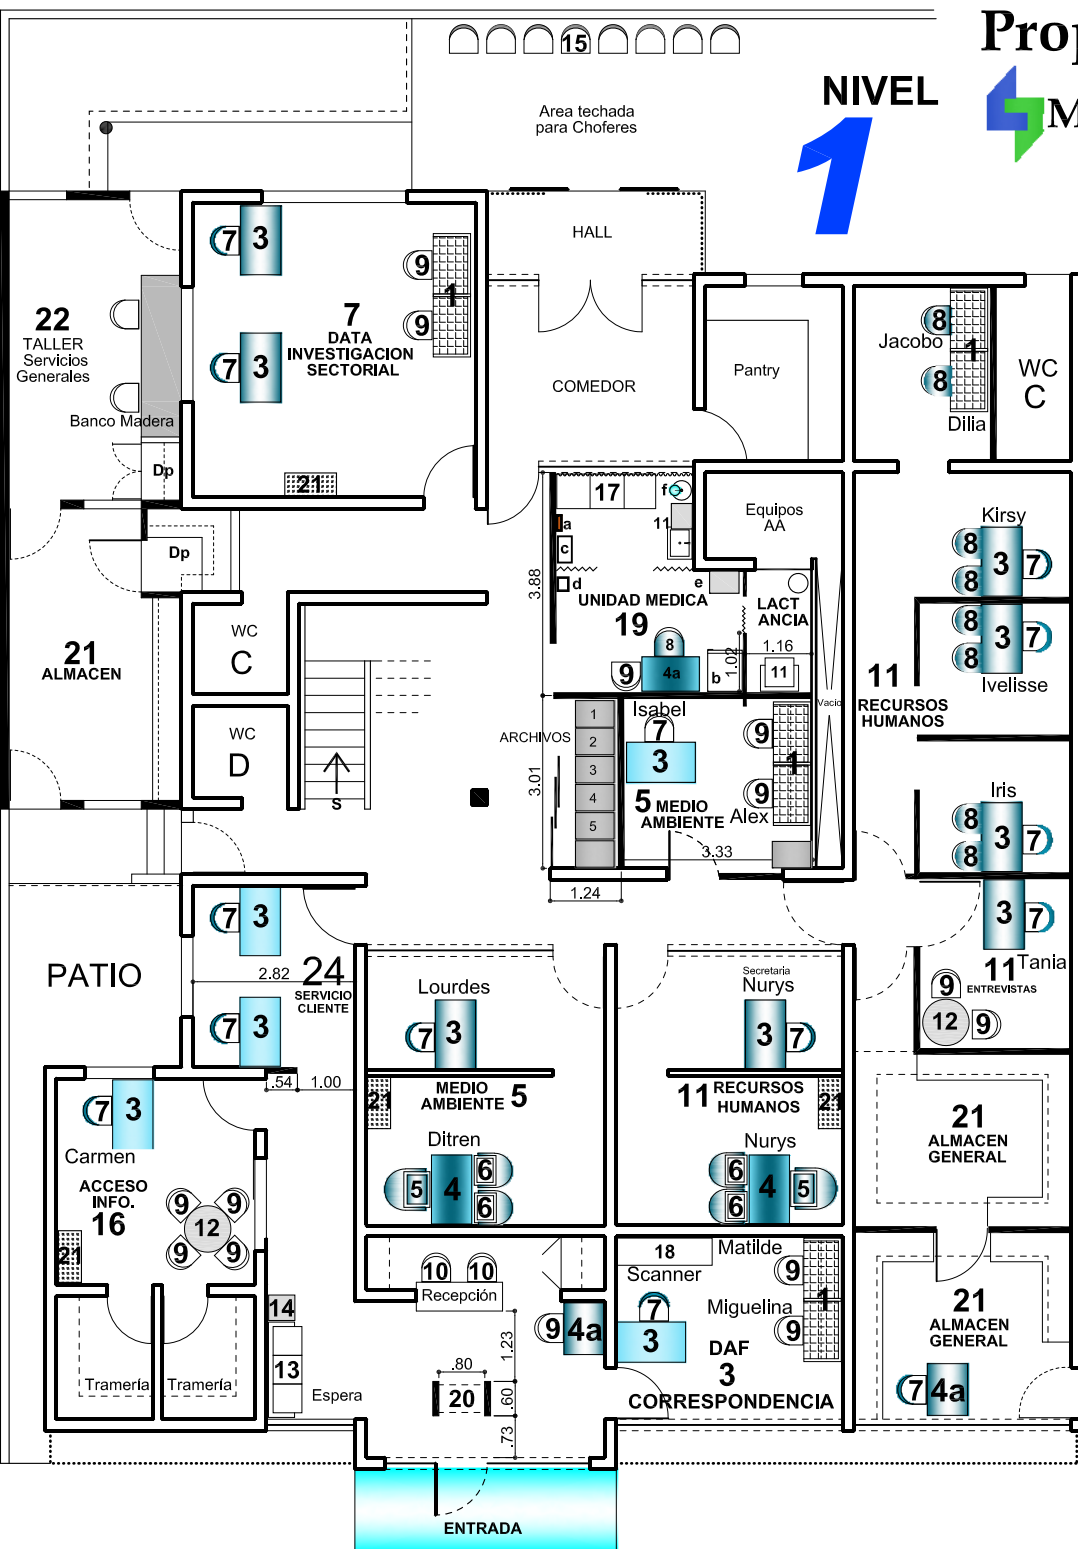 Prop
15
NIVEL
1
M
Area techada
para Choferes
HALL
7 3
9
1
9
7
DATA
INVESTIGACION
SECTORIAL
7 3
22
TALLER
Servicios
Generales
Banco Madera
Dp
21
COMEDOR
Pantry
8
Jacobo
1
8
Dilia
WC
C
17
f
a
11
c
d
e
3.88
UNIDAD MEDICA
19
8
9
4a
b
1.02
Equipos
AA
LACT
ANCIA
1.16
11
Vacio
Kirsy
8
3 7
8
8
3 7
8
Ivelisse
11
RECURSOS
HUMANOS
Dp
21
ALMACEN
WC
C
WC
D
S
ARCHIVOS
3.01
1
2
3
4
5
1.24
Isabel
7
3
9
1
9
5 MEDIO
AMBIENTE
Alex
3.33
Iris
8
3 7
8
3 7
11
Tania
ENTREVISTAS
9
12 9
PATIO
7 3
2.82
24
SERVICIO
CLIENTE
7 3
.54 1.00
Lourdes
7 3
Secretaria
Nurys
3 7
21
MEDIO
AMBIENTE 5
Ditren
5 4 6
6
11 RECURSOS
HUMANOS
21
Nurys
6
6 4 5
21
ALMACEN
GENERAL
7 3
Carmen
ACCESO
INFO.
16
9 9
12
9 9
21
Tramería
Tramería
14
13
Espera
10 10
Recepción
9 4a
1.23
.80
20
.60
.73
18
Scanner
Matilde
9
1
Miguelina
9
7
3
DAF
3
CORRESPONDENCIA
21
ALMACEN
GENERAL
7 4a
ENTRADA